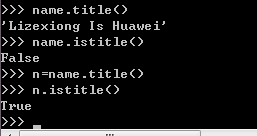 >>> name.title()
'Lizexiong Is Huawei'
>>> name.istitle()
False
>>> n=name.title()
>>> n.istitle()
True
>>>